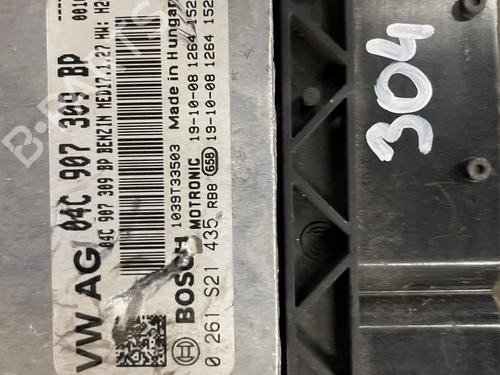 VW AG 04C 907 309 BP
04C 907 309 BP BENZIN MED17.1.27 HW: H2
1039T33503 Made in Hungar
BOSCH MOTRONIC 19-10-08 1264 152
0 261 S21 435 RB8 658 19-10-08 1264 152
304
B-PARTS